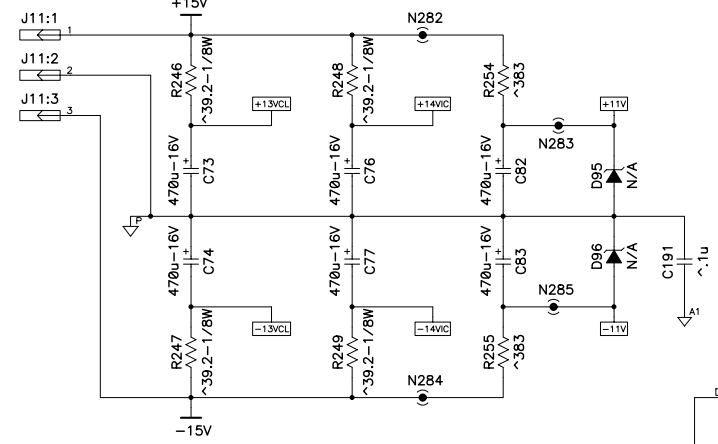 +15V
J11:1
1
N282
J11:2
2
J11:3
3
R246
^39.2-1/8W
R248
^39.2-1/8W
R254
^383
+13VCL
+14VIC
+11V
N283
470u-16V
+
C73
470u-16V
+
C76
470u-16V
+
C82
D95
N/A
P
470u-16V
+
C74
470u-16V
+
C77
470u-16V
+
C83
D96
N/A
C191
^.1u
N285
A1
-13VCL
-14VIC
-11V
R247
^39.2-1/8W
R249
^39.2-1/8W
R255
^383
N284
-15V